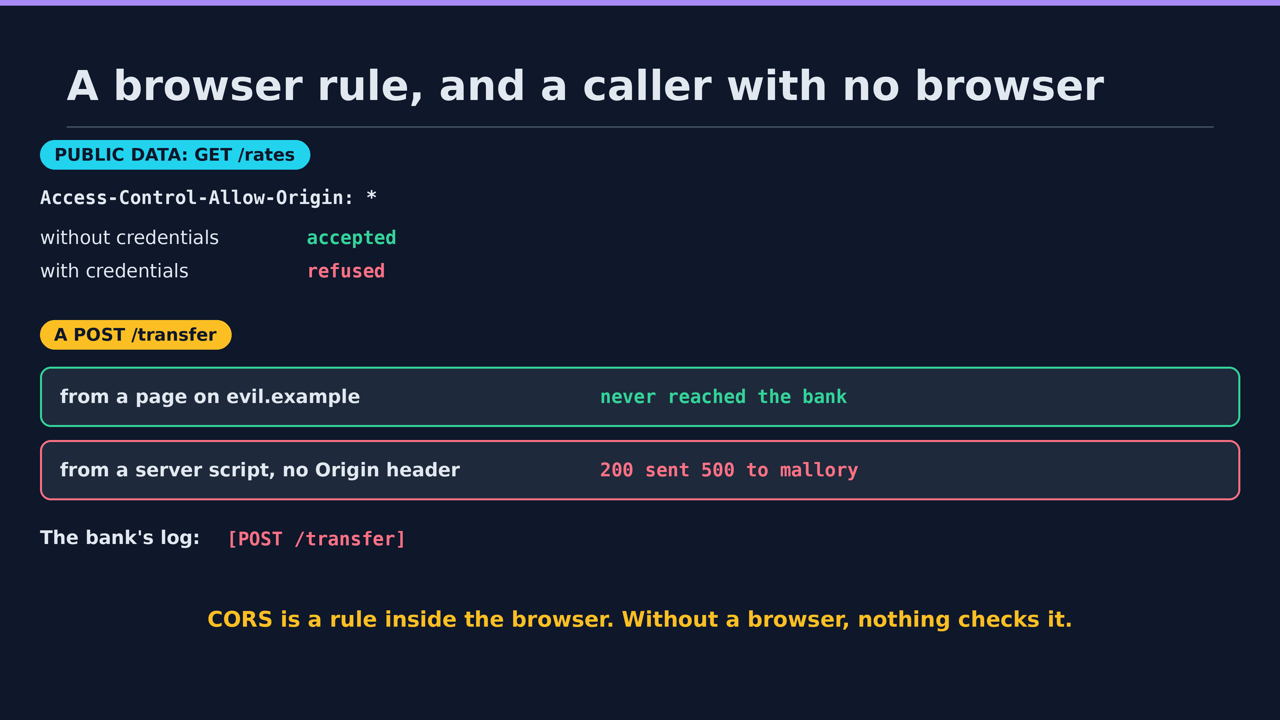 A browser rule, and a caller with no browser
PUBLIC DATA: GET /rates
Access-Control-Allow-Origin: *
without credentials accepted
with credentials refused
A POST /transfer
from a page on evil.example never reached the bank
from a server script, no Origin header 200 sent 500 to mallory
The bank's log: [POST /transfer]
CORS is a rule inside the browser. Without a browser, nothing checks it.